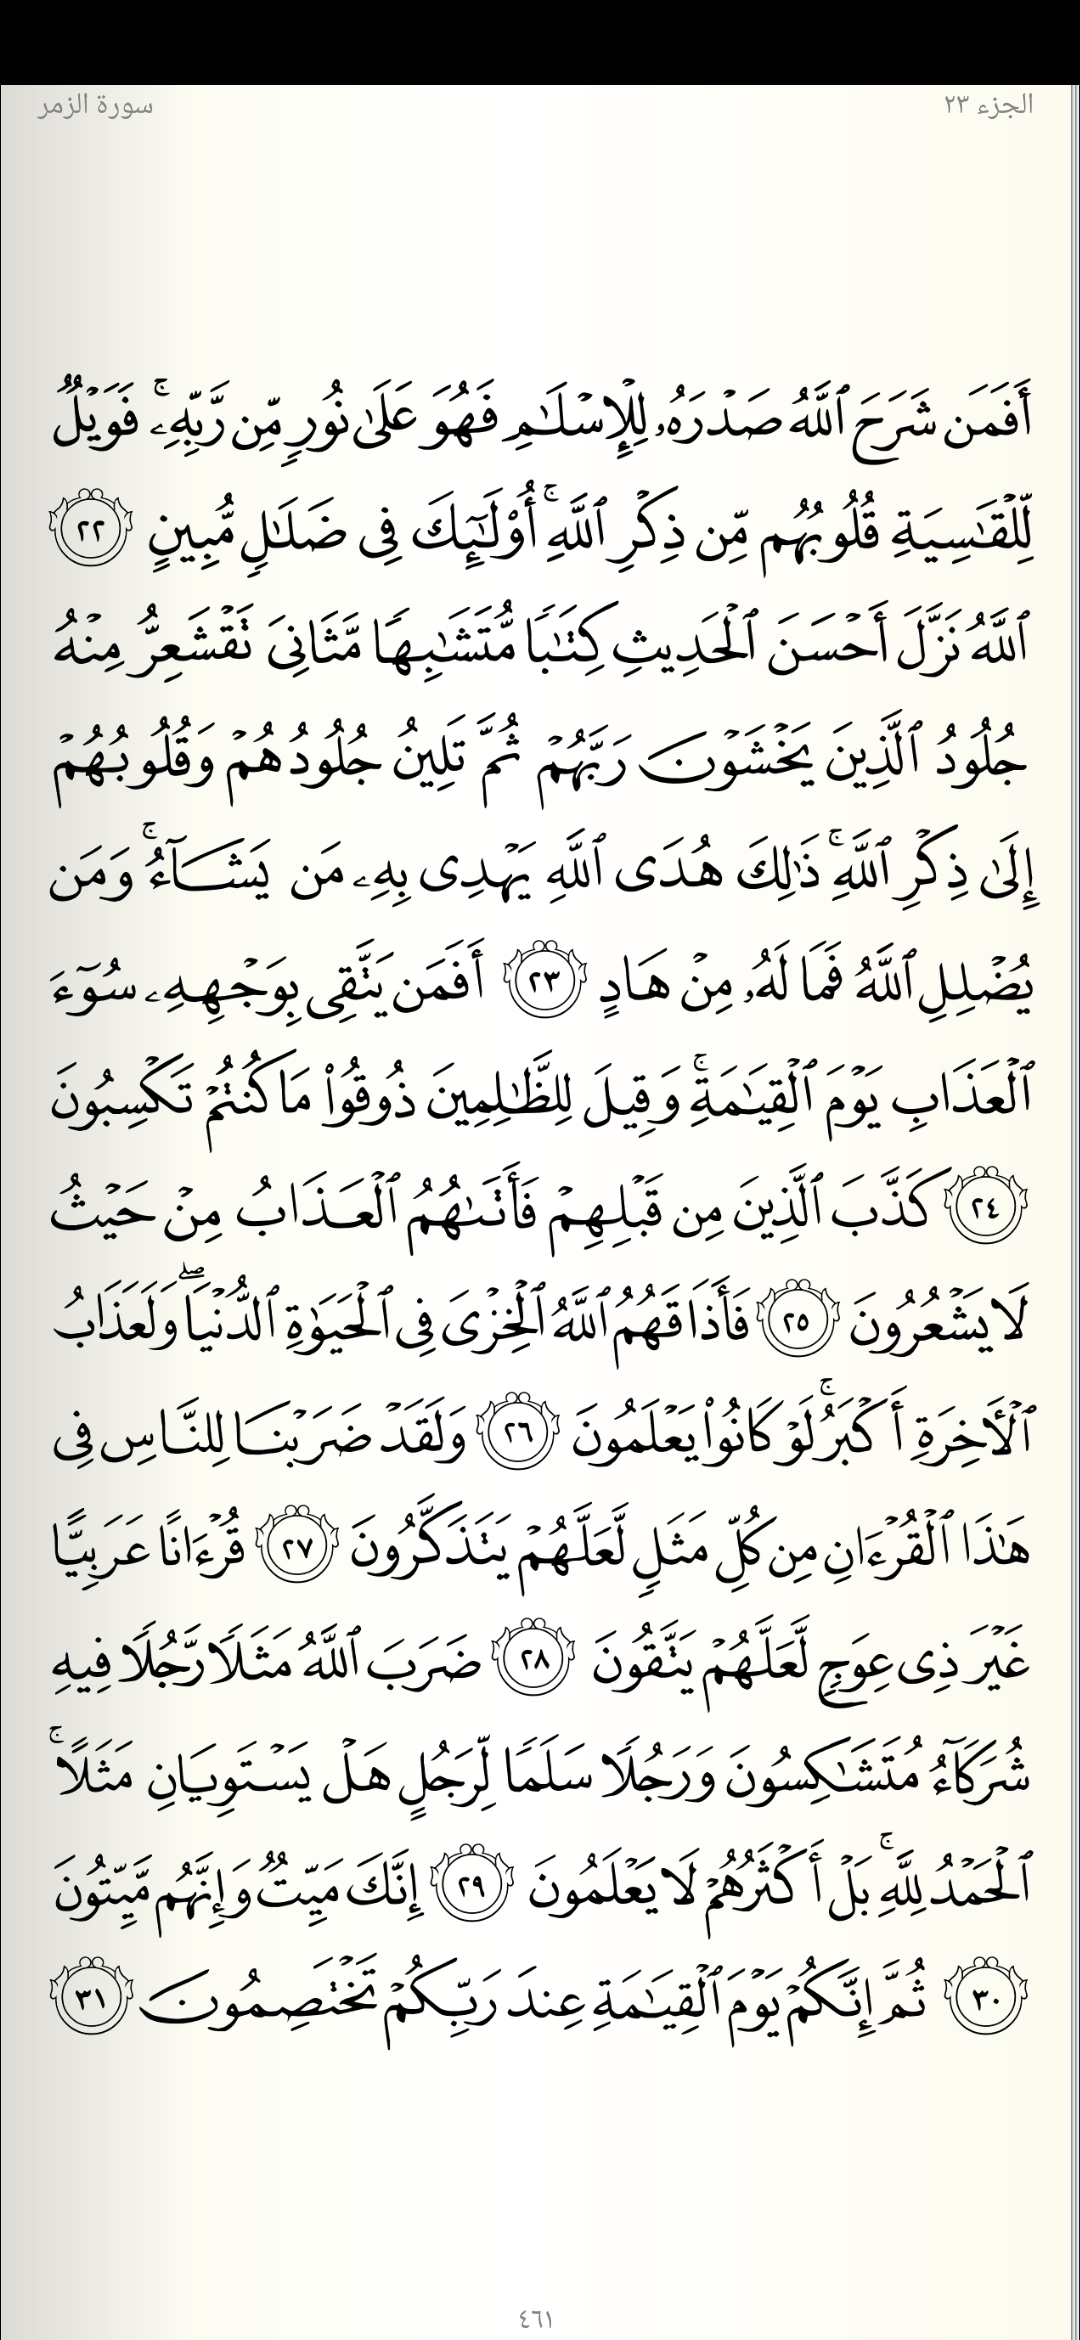 الجزء ٢٣
سورة الزمر
أَفَمَن شَرَحَ ٱللَّهُ صَدۡرَهُۥ لِلۡإِسۡلَـٰمِ فَهُوَ عَلَىٰ نُورٖ مِّن رَّبِّهِۦۚ فَوَيۡلٞ
لِّلۡقَـٰسِيَةِ قُلُوبُهُم مِّن ذِكۡرِ ٱللَّهِۚ أُوْلَـٰٓئِكَ فِى ضَلَـٰلٖ مُّبِينٍ ٢٢
ٱللَّهُ نَزَّلَ أَحۡسَنَ ٱلۡحَدِيثِ كِتَـٰبٗا مُّتَشَـٰبِهٗا مَّثَانِىَ تَقۡشَعِرُّ مِنۡهُ
جُلُودُ ٱلَّذِينَ يَخۡشَوۡنَ رَبَّهُمۡ ثُمَّ تَلِينُ جُلُودُهُمۡ وَقُلُوبُهُمۡ
إِلَىٰ ذِكۡرِ ٱللَّهِۚ ذَٰلِكَ هُدَى ٱللَّهِ يَهۡدِى بِهِۦ مَن يَشَآءُۚ وَمَن
يُضۡلِلِ ٱللَّهُ فَمَا لَهُۥ مِنۡ هَادٍ ٢٣ أَفَمَن يَتَّقِى بِوَجۡهِهِۦ سُوٓءَ
ٱلۡعَذَابِ يَوۡمَ ٱلۡقِيَـٰمَةِۚ وَقِيلَ لِلظَّـٰلِمِينَ ذُوقُواْ مَا كُنتُمۡ تَكۡسِبُونَ
٢٤ كَذَّبَ ٱلَّذِينَ مِن قَبۡلِهِمۡ فَأَتَىٰهُمُ ٱلۡعَذَابُ مِنۡ حَيۡثُ
لَا يَشۡعُرُونَ ٢٥ فَأَذَاقَهُمُ ٱللَّهُ ٱلۡخِزۡىَ فِى ٱلۡحَيَوٰةِ ٱلدُّنۡيَاۖ وَلَعَذَابُ
ٱلۡأَخِرَةِ أَكۡبَرُۚ لَوۡ كَانُواْ يَعۡلَمُونَ ٢٦ وَلَقَدۡ ضَرَبۡنَا لِلنَّاسِ فِى
هَـٰذَا ٱلۡقُرۡءَانِ مِن كُلِّ مَثَلٖ لَّعَلَّهُمۡ يَتَذَكَّرُونَ ٢٧ قُرۡءَانًا عَرَبِيًّا
غَيۡرَ ذِى عِوَجٖ لَّعَلَّهُمۡ يَتَّقُونَ ٢٨ ضَرَبَ ٱللَّهُ مَثَلٗا رَّجُلٗا فِيهِ
شُرَكَآءُ مُتَشَـٰكِسُونَ وَرَجُلٗا سَلَمٗا لِّرَجُلٍ هَلۡ يَسۡتَوِيَانِ مَثَلًاۚ
ٱلۡحَمۡدُ لِلَّهِۚ بَلۡ أَكۡثَرُهُمۡ لَا يَعۡلَمُونَ ٢٩ إِنَّكَ مَيِّتٞ وَإِنَّهُم مَّيِّتُونَ
٣٠ ثُمَّ إِنَّكُمۡ يَوۡمَ ٱلۡقِيَـٰمَةِ عِندَ رَبِّكُمۡ تَخۡتَصِمُونَ ٣١
٤٦١